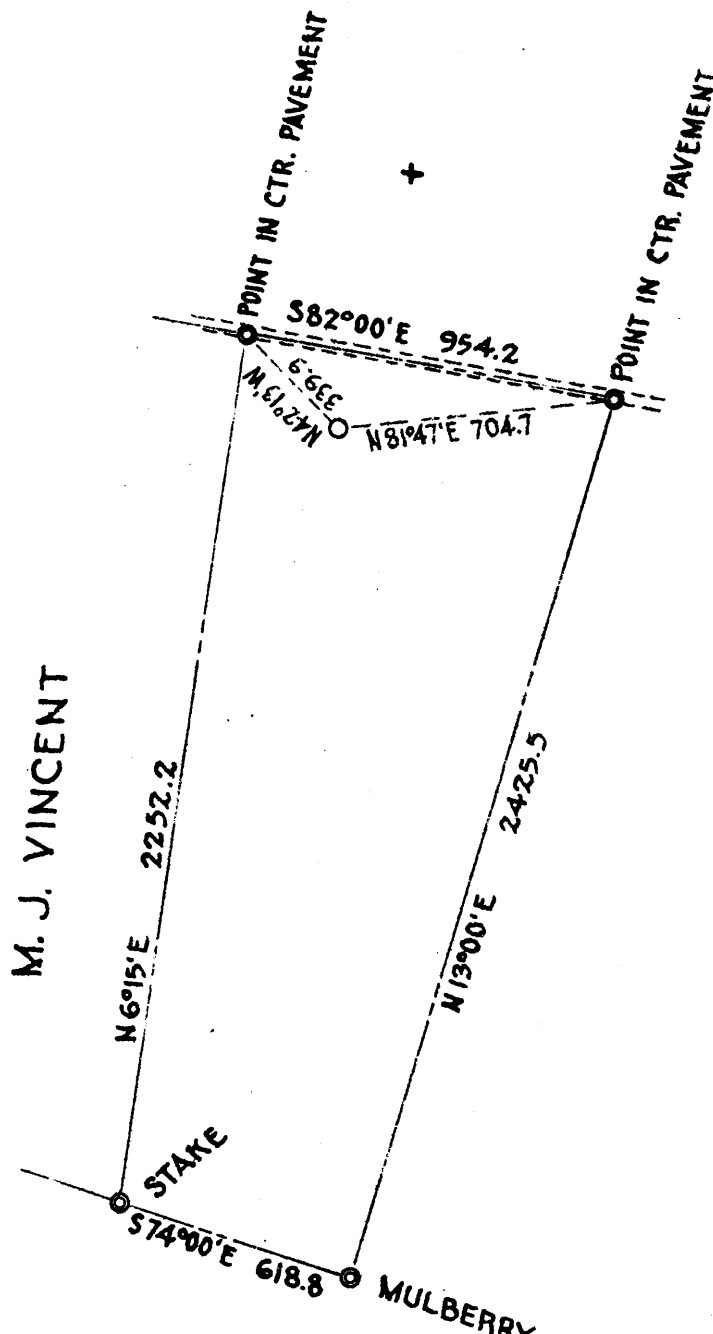 POINT IN CTR. PAVEMENT
POINT IN CTR. PAVEMENT
S82°00'E 954.2
339.9
N42°13'W
N81°47'E 704.7
M. J. VINCENT
N6°15'E 2252.2
N13°00'E 2425.5
STAKE
S74°00'E 618.8
MULBERRY